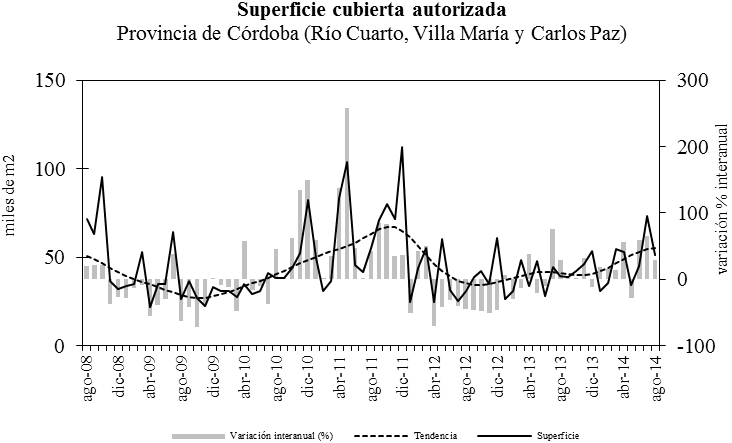 Superficie cubierta autorizada
Provincia de Córdoba (Río Cuarto, Villa María y Carlos Paz)
miles de m2
150
100
50
0
300
200
100
0
-100
variación % interanual
ago-08
dic-08
abr-09
ago-09
dic-09
abr-10
ago-10
dic-10
abr-11
ago-11
dic-11
abr-12
ago-12
dic-12
abr-13
ago-13
dic-13
abr-14
ago-14
Variación interanual (%)
Tendencia
Superficie